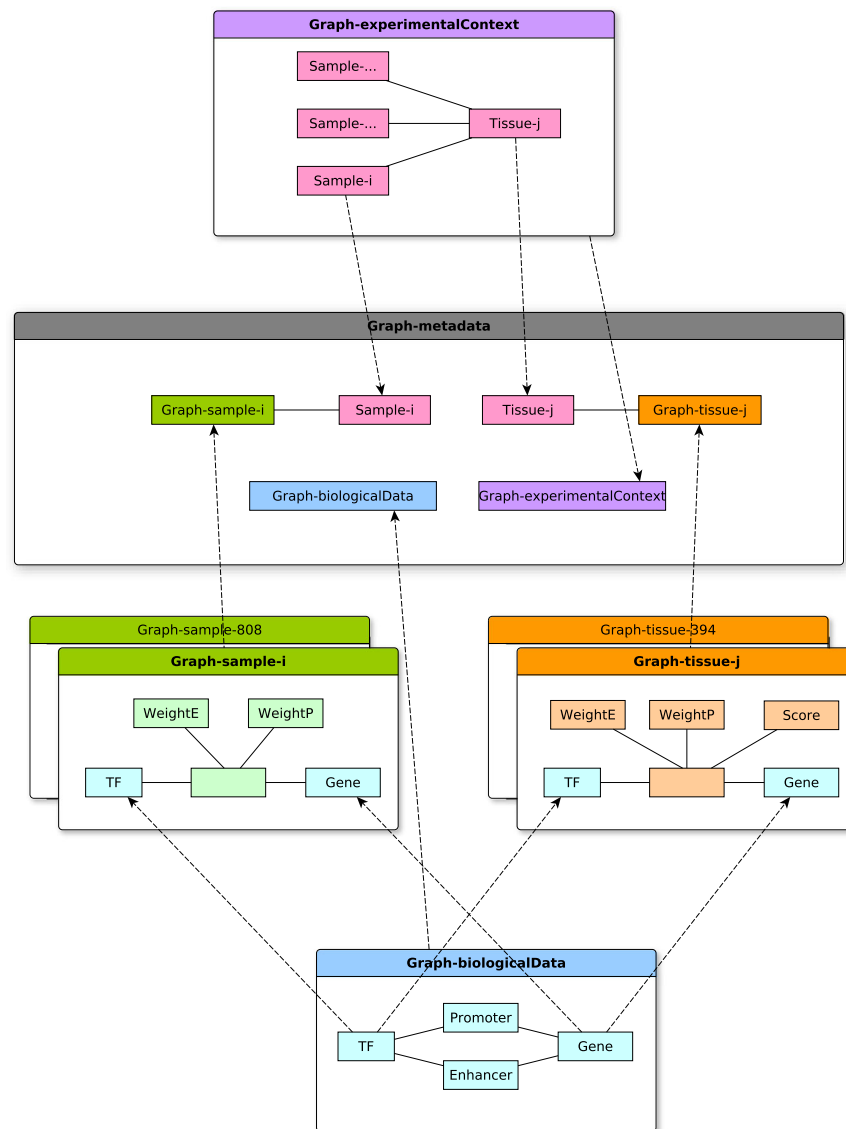 Graph-experimentalContext
Sample-...
Sample-...
Tissue-j
Sample-i
Graph-metadata
Graph-sample-i
Sample-i
Tissue-j
Graph-tissue-j
Graph-biologicalData
Graph-experimentalContext
Graph-sample-808
Graph-tissue-394
Graph-sample-i
Graph-tissue-j
WeightE
WeightP
WeightE
WeightP
Score
TF
Gene
TF
Gene
Graph-biologicalData
Promoter
TF
Gene
Enhancer